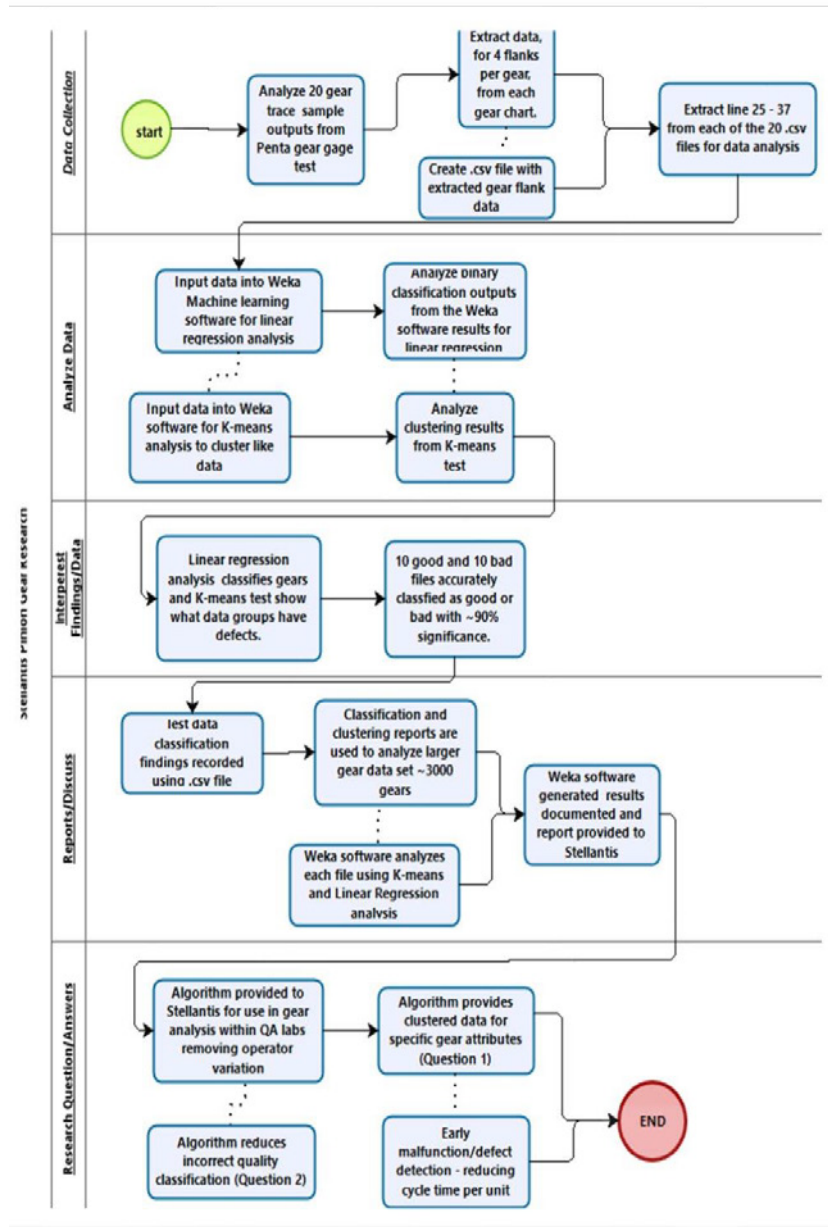 Stellantis Pinion Gear Research
Data Collection
start
Analyze 20 gear
trace sample
outputs from
Penta gear gage
test
Extract data,
for 4 flanks
per gear,
from each
gear chart.
Create .csv file with
extracted gear flank
data
Extract line 25 - 37
from each of the 20 .csv
files for data analysis
Analyze Data
Input data into Weka
Machine learning
software for linear
regression analysis
Analyze binary
classification outputs
from the Weka
software results for
linear regression
Input data into Weka
software for K-means
analysis to cluster like
data
Analyze
clustering results
from K-means
test
Interperest
Findings/Data
Linear regression
analysis classifies gears
and K-means test show
what data groups have
defects.
10 good and 10 bad
files accurately
classfied as good or
bad with ~90%
significance.
Reports/Discuss
Test data
classification
findings recorded
using .csv file
Classification and
clustering reports are
used to analyze larger
gear data set ~3000
gears
Weka software analyzes
each file using K-means
and Linear Regression
analysis
Weka software
generated results
documented and
report provided to
Stellantis
Research Question/Answers
Algorithm provided to
Stellantis for use in gear
analysis within QA labs
removing operator
variation
Algorithm provides
clustered data for
specific gear attributes
(Question 1)
Algorithm reduces
incorrect quality
classification (Question 2)
Early
malfunction/defect
detection - reducing
cycle time per unit
END